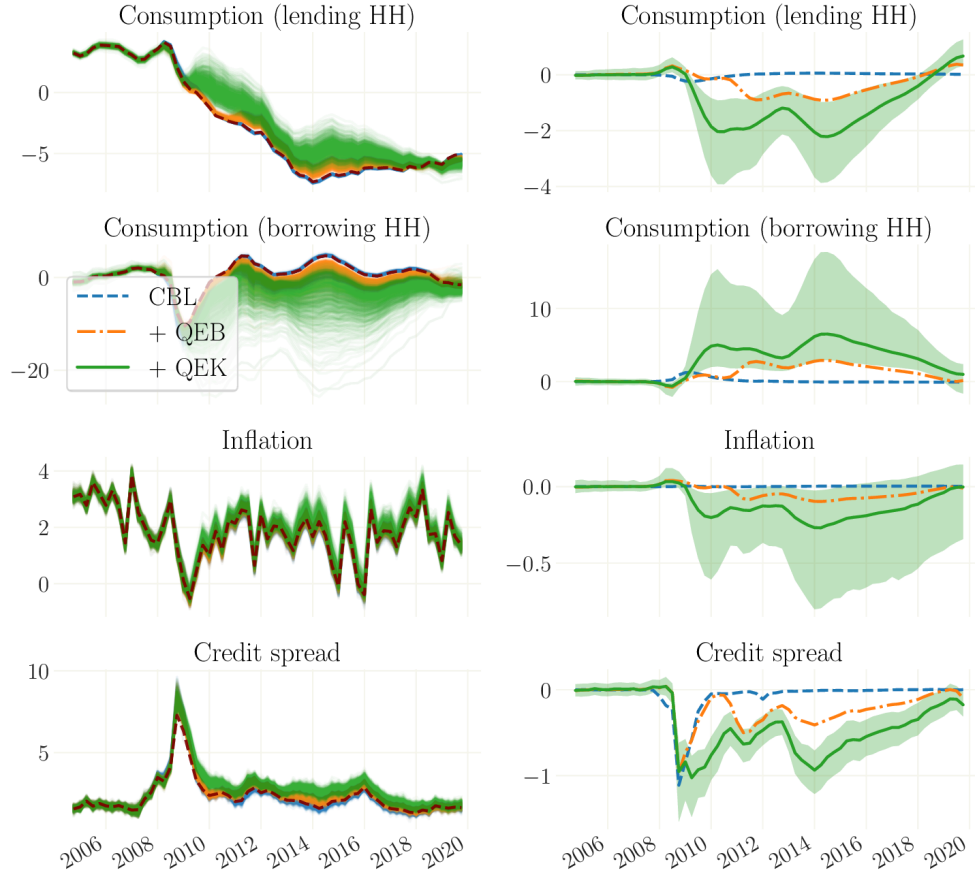 Consumption (lending HH)
0
−5
Consumption (lending HH)
0
−2
−4
Consumption (borrowing HH)
0
−20
CBL
+ QEB
+ QEK
Consumption (borrowing HH)
10
0
Inflation
4
2
0
Inflation
0.0
−0.5
Credit spread
10
5
2006 2008 2010 2012 2014 2016 2018 2020
Credit spread
0
−1
2006 2008 2010 2012 2014 2016 2018 2020